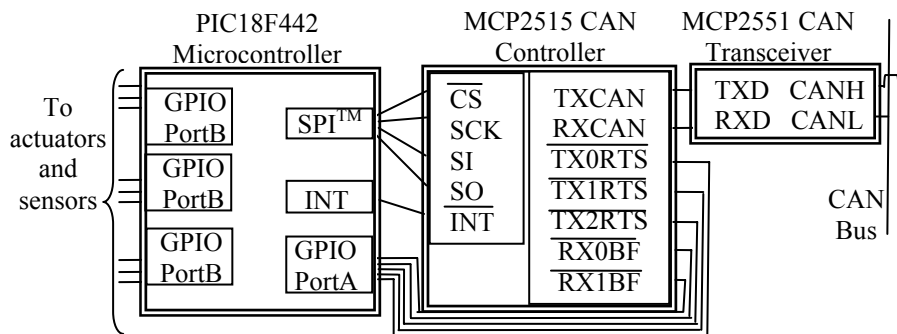 PIC18F442
Microcontroller
MCP2515 CAN
Controller
MCP2551 CAN
Transceiver
To
actuators
and
sensors
GPIO
PortB
GPIO
PortB
GPIO
PortB
SPI™
INT
GPIO
PortA
CS
SCK
SI
SO
INT
TXCAN
RXCAN
TX0RTS
TX1RTS
TX2RTS
RX0BF
RX1BF
TXD CANH
RXD CANL
CAN
Bus